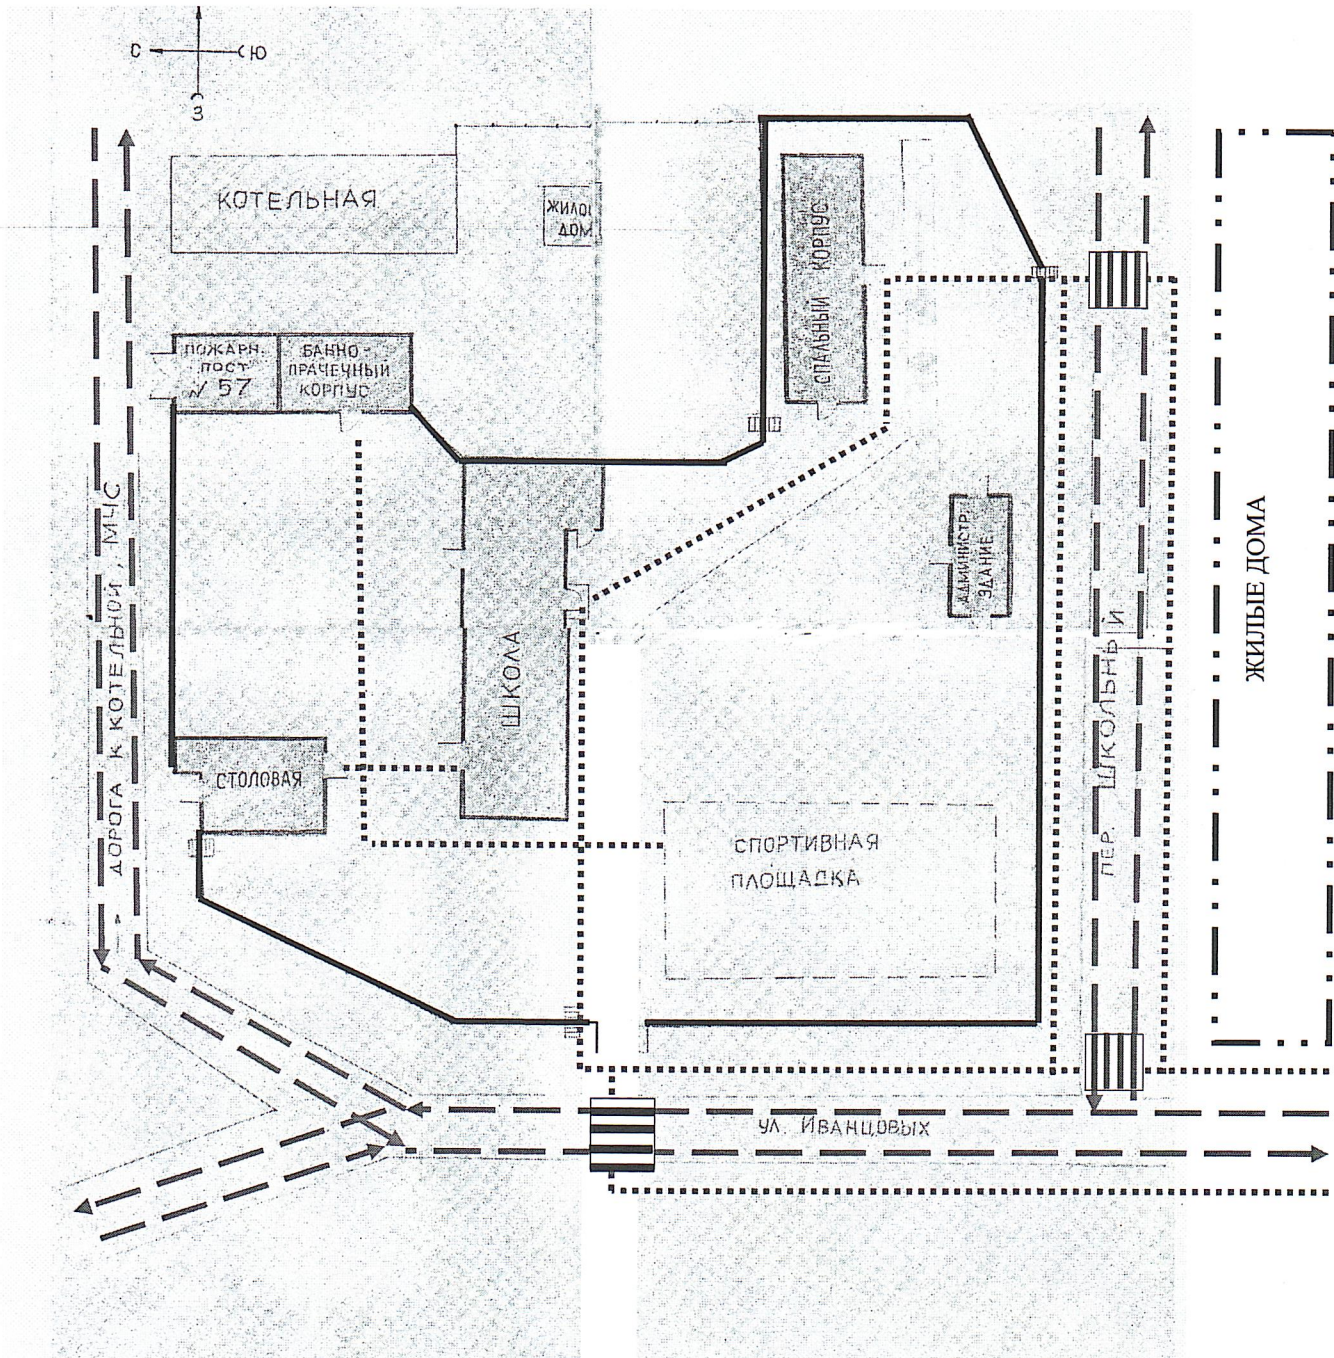 С
Ю
З
КОТЕЛЬНАЯ
ЖИЛОЙ
ДОМ
СПАЛЬНЫЙ КОРПУС
ПОЖАРН.
ПОСТ
№ 57
БАННО-
ПРАЧЕЧНЫЙ
КОРПУС
ДОРОГА К КОТЕЛЬНОЙ, МЧС
ШКОЛА
АДМИНИСТР.
ЗДАНИЕ
СТОЛОВАЯ
СПОРТИВНАЯ
ПЛОЩАДКА
ПЕР. ШКОЛЬНЫЙ
ЖИЛЫЕ ДОМА
УЛ. ИВАНЦОВЫХ